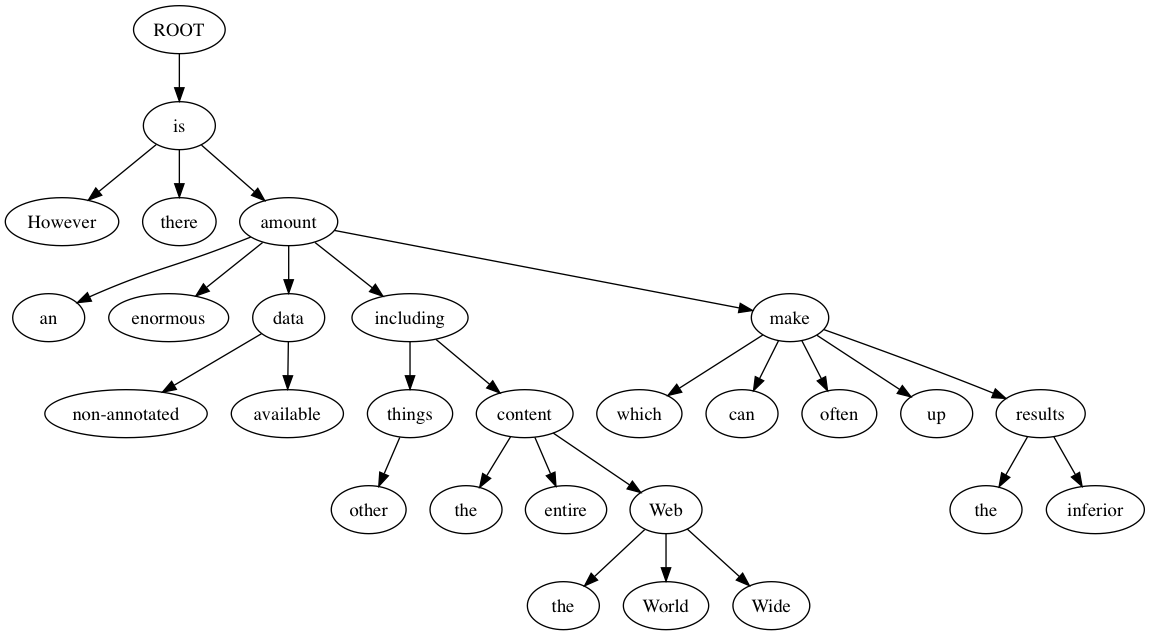 ROOT
is
However there amount
an enormous data including make
non-annotated available things content which can often up results
other the entire Web the inferior
the World Wide